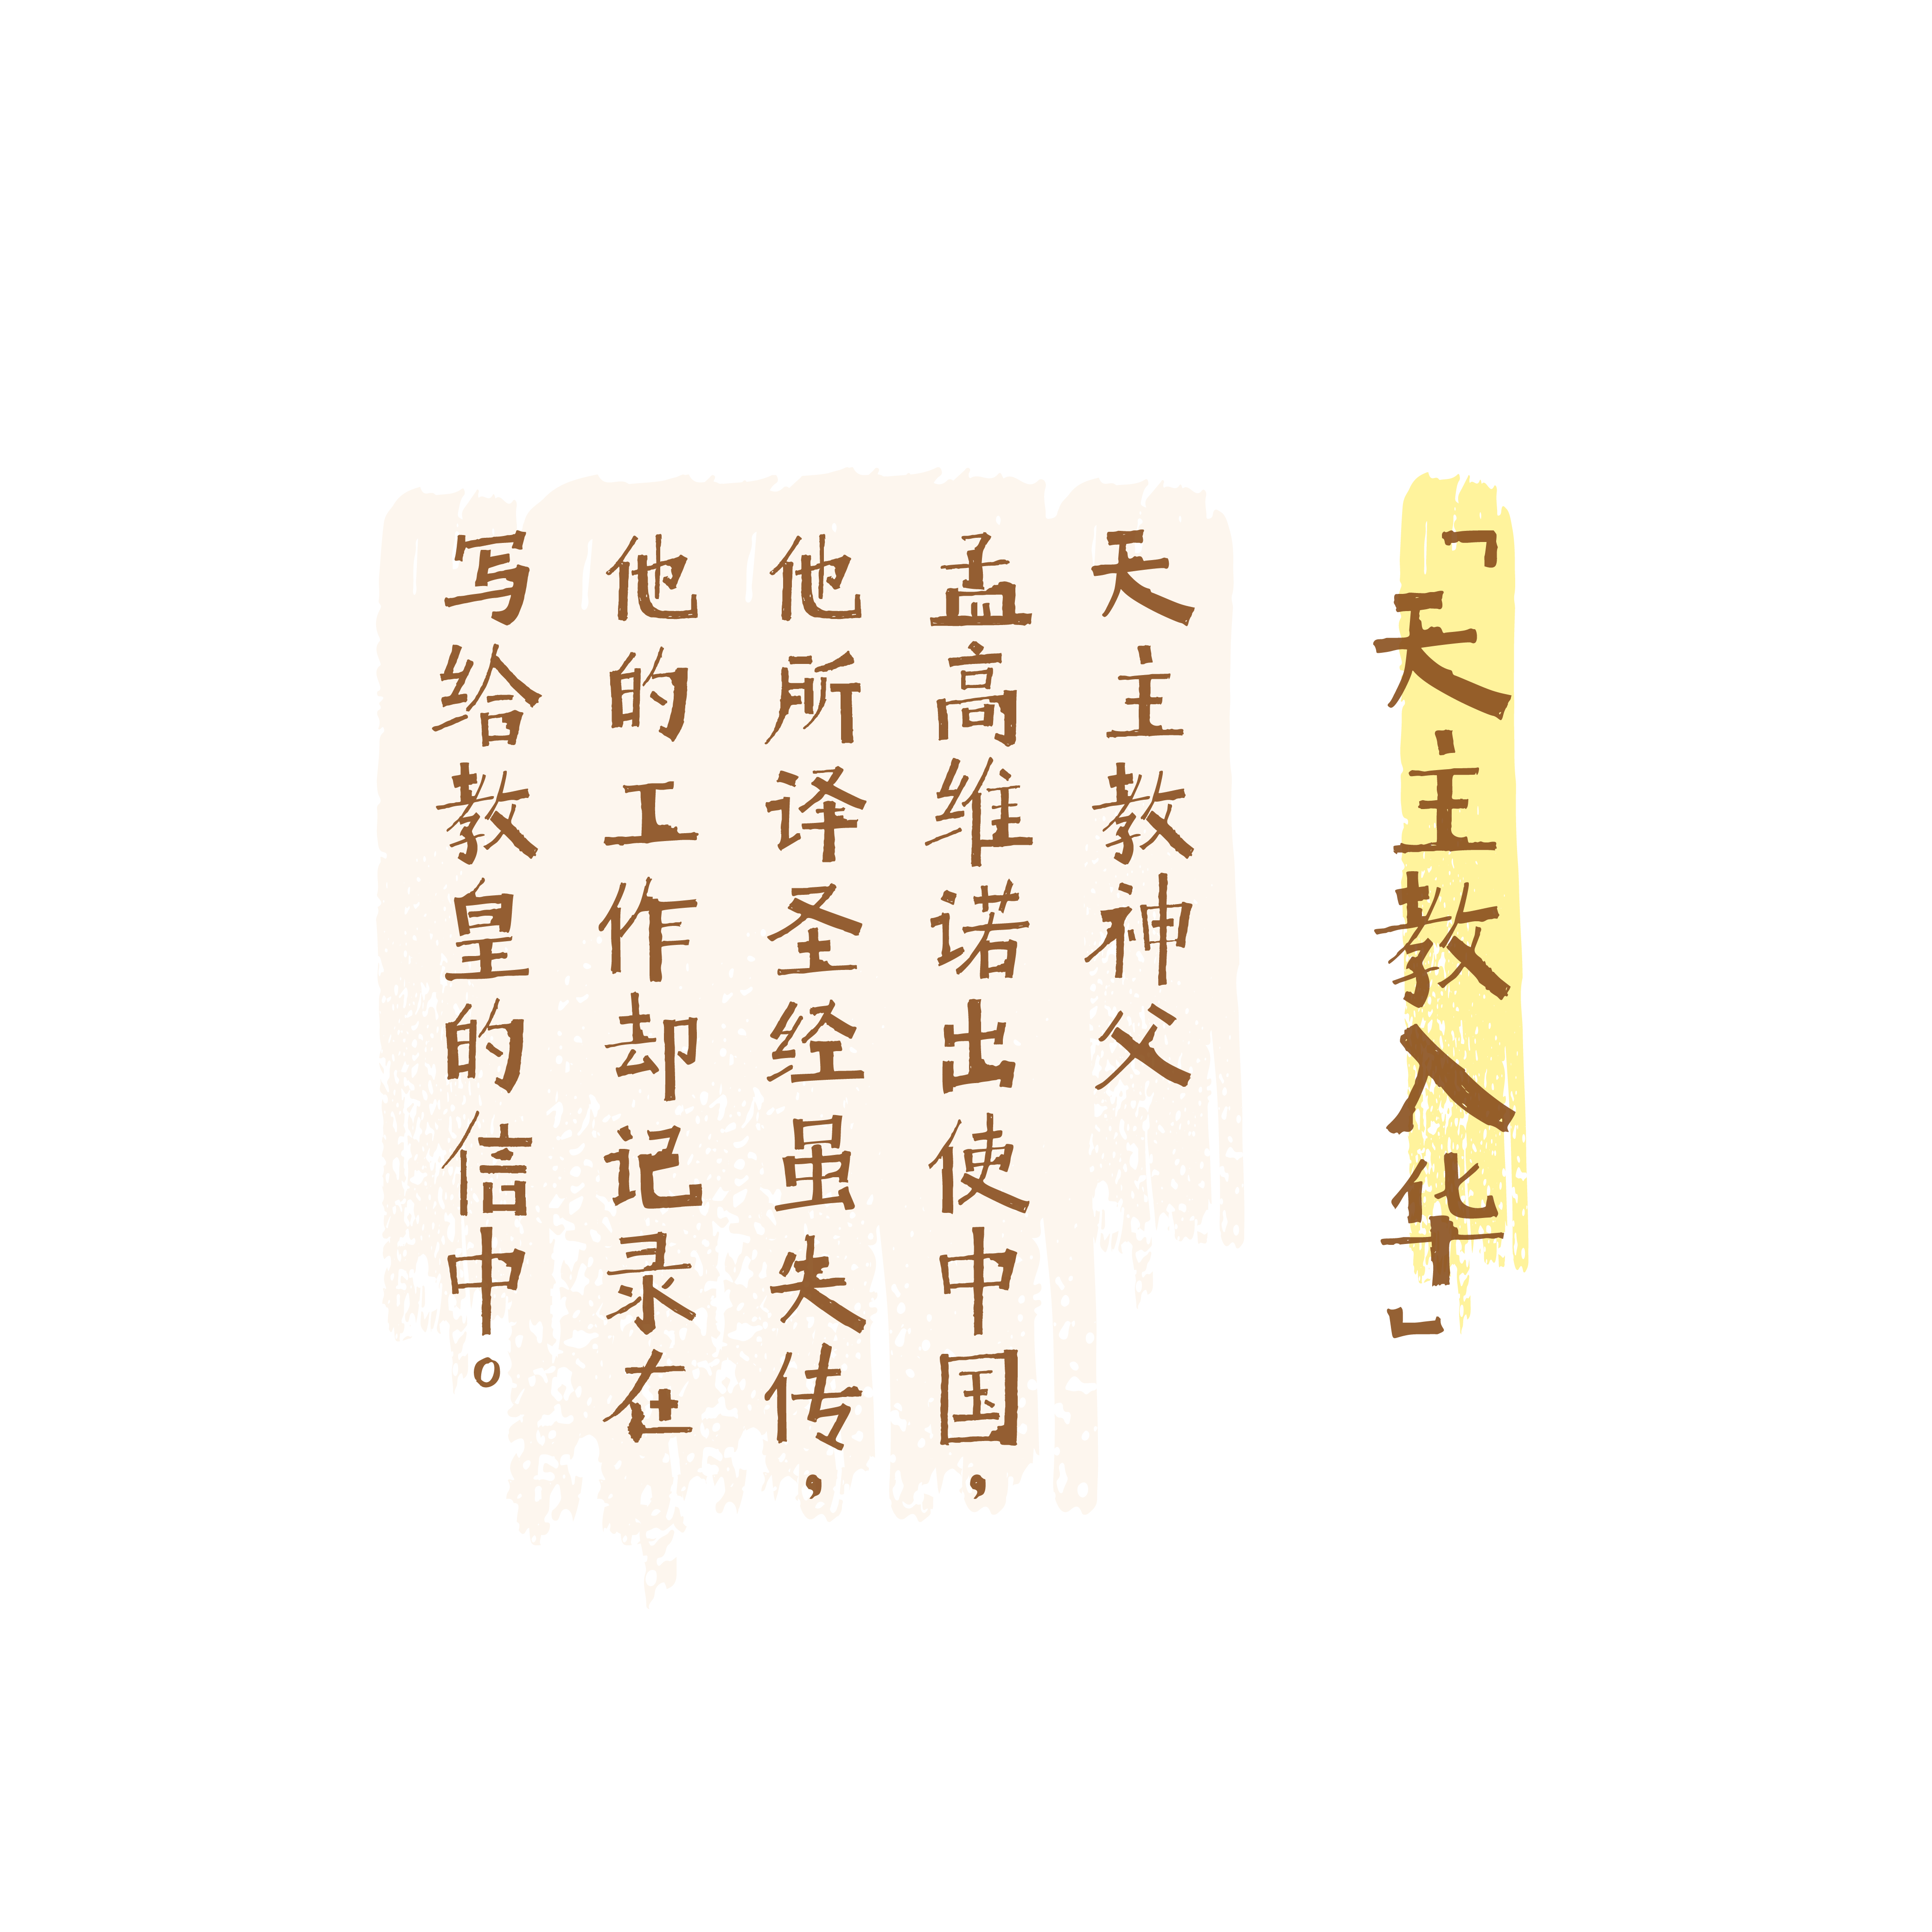 「天主教入华」
天主教神父
孟高维诺出使中国，
他所译圣经虽失传，
他的工作却记录在
写给教皇的信中。